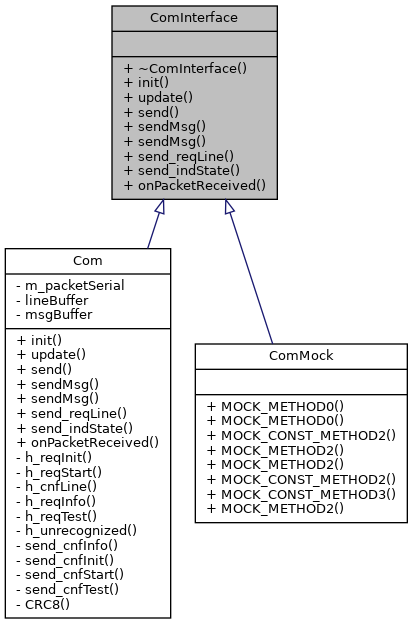 ComInterface
+ ~ComInterface()
+ init()
+ update()
+ send()
+ sendMsg()
+ sendMsg()
+ send_reqLine()
+ send_indState()
+ onPacketReceived()
Com
- m_packetSerial
- lineBuffer
- msgBuffer
+ init()
+ update()
+ send()
+ sendMsg()
+ sendMsg()
+ send_reqLine()
+ send_indState()
+ onPacketReceived()
- h_reqInit()
- h_reqStart()
- h_cnfLine()
- h_reqInfo()
- h_reqTest()
- h_unrecognized()
- send_cnfInfo()
- send_cnfInit()
- send_cnfStart()
- send_cnfTest()
- CRC8()
ComMock
+ MOCK_METHOD0()
+ MOCK_METHOD0()
+ MOCK_CONST_METHOD2()
+ MOCK_METHOD2()
+ MOCK_METHOD2()
+ MOCK_CONST_METHOD2()
+ MOCK_CONST_METHOD3()
+ MOCK_METHOD2()